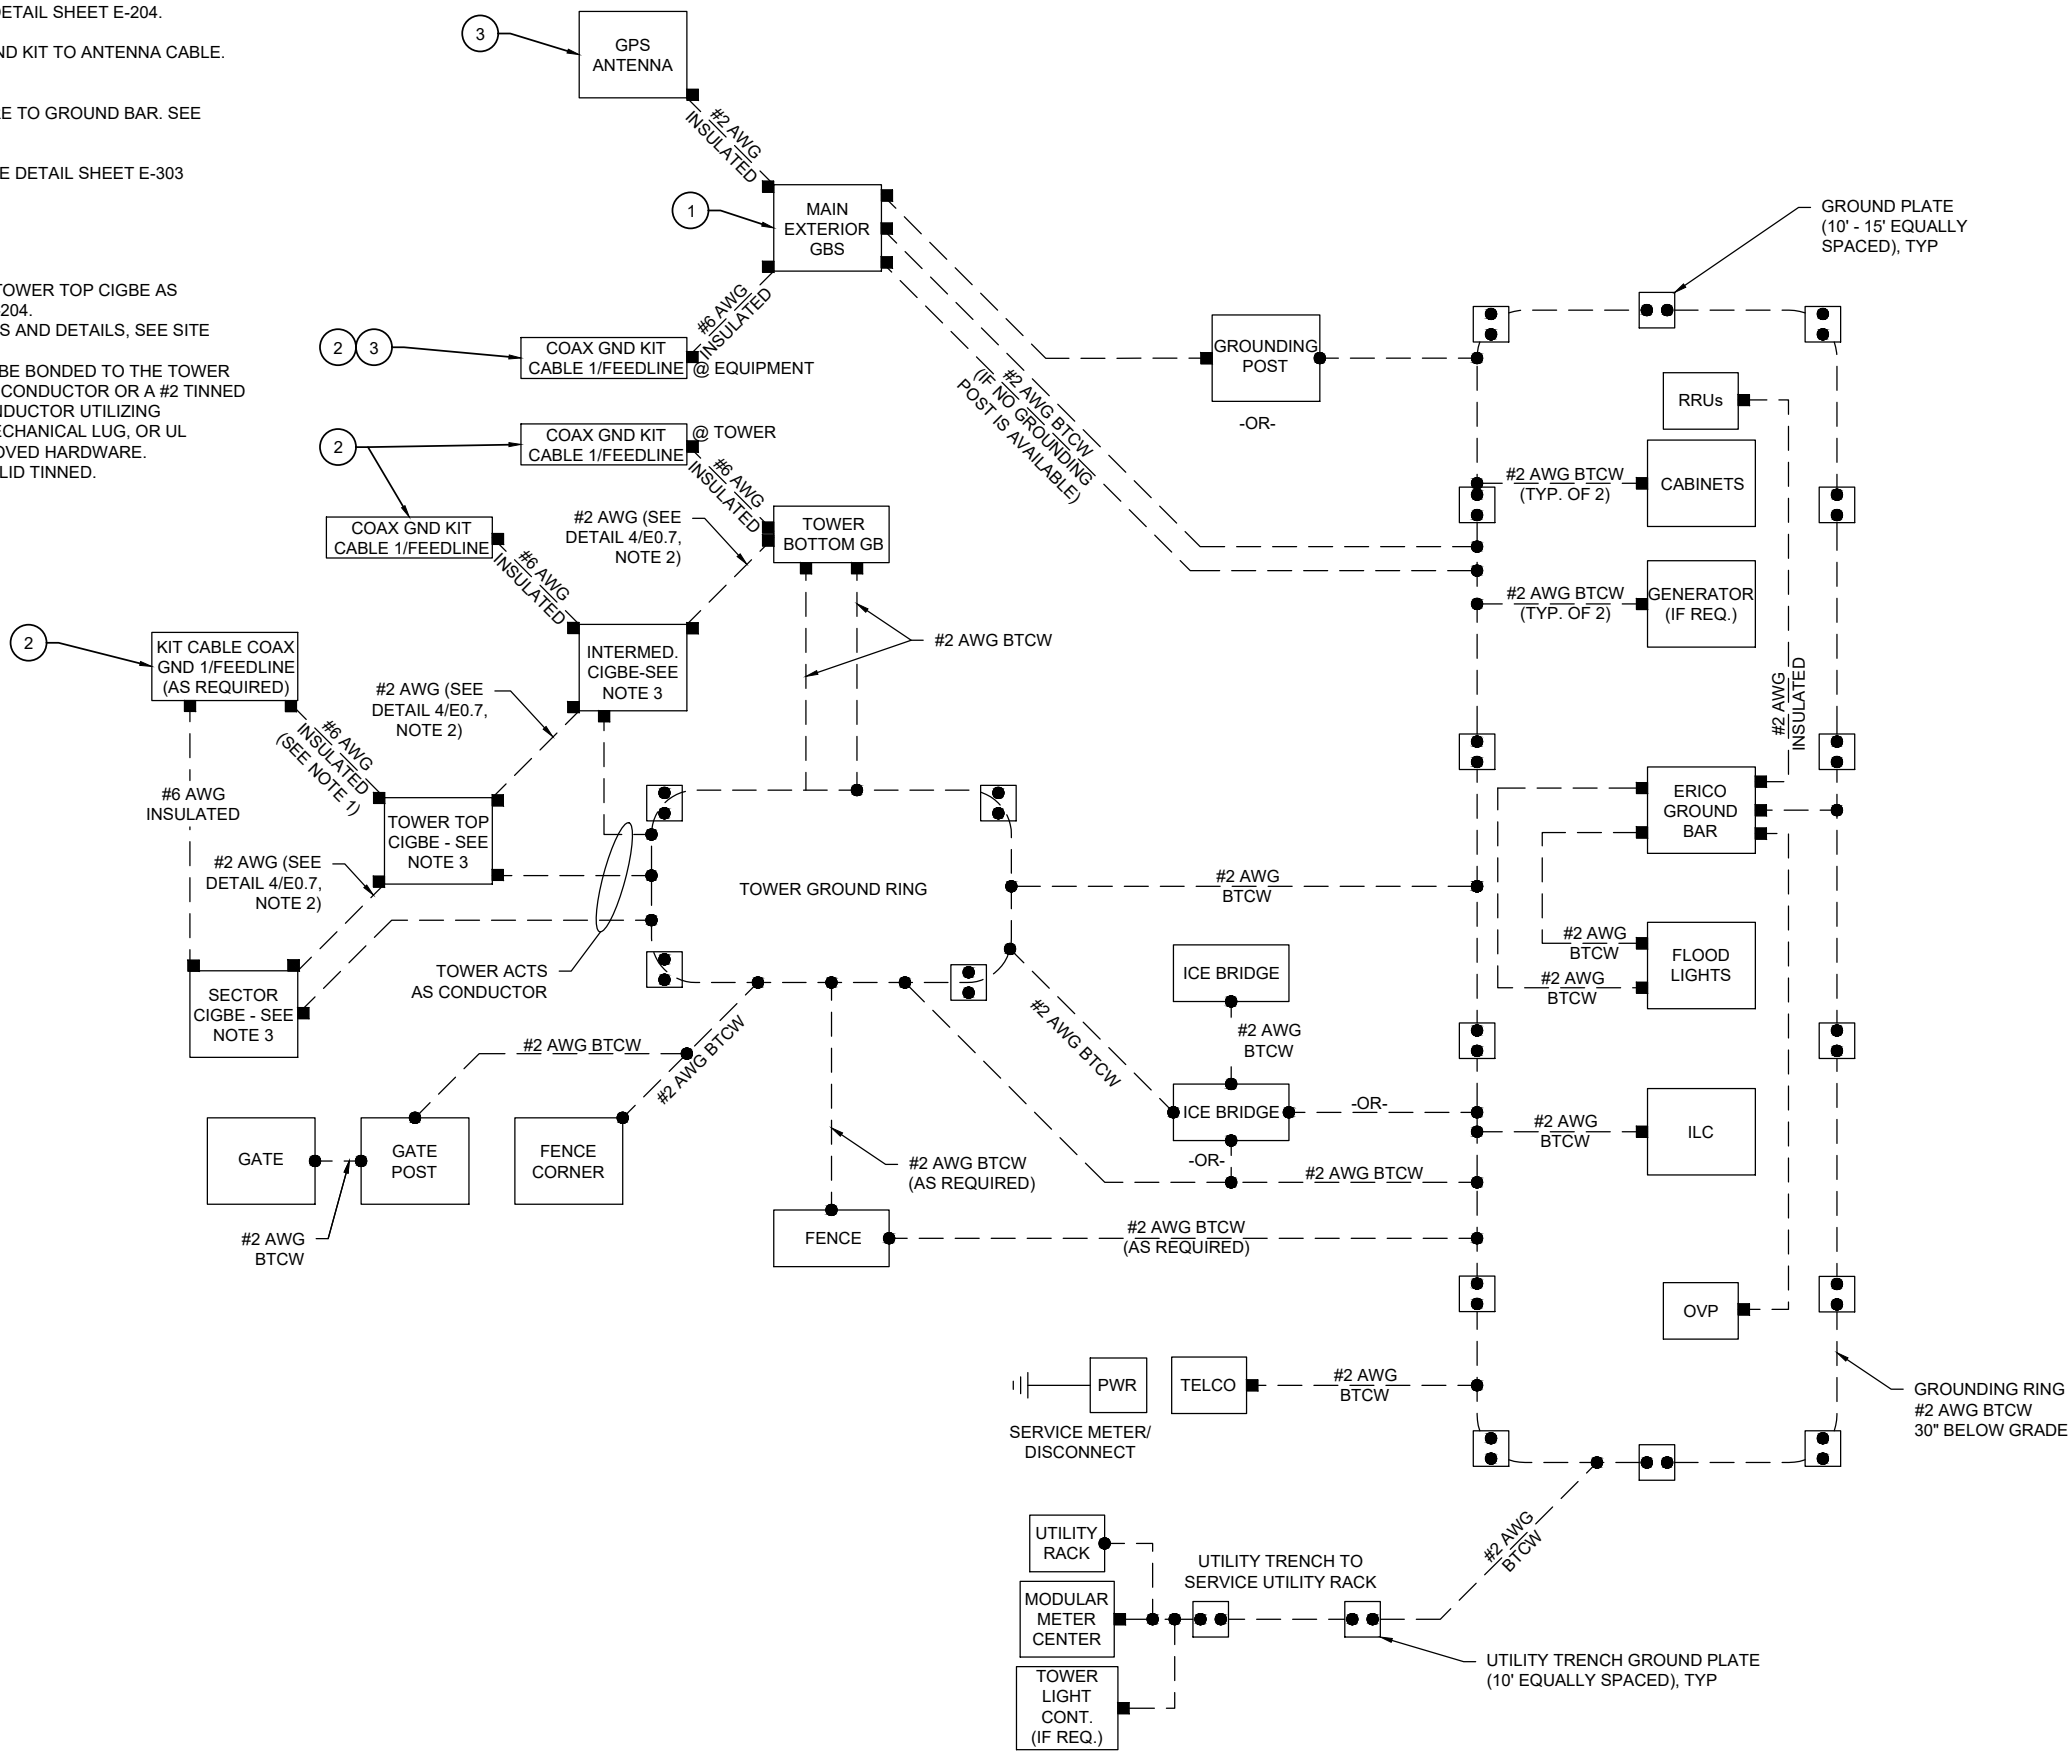 DETAIL SHEET E-204.
ND KIT TO ANTENNA CABLE.
E TO GROUND BAR. SEE
E DETAIL SHEET E-303
TOWER TOP CIGBE AS
204.
S AND DETAILS, SEE SITE
BE BONDED TO THE TOWER
CONDUCTOR OR A #2 TINNED
NDUCTOR UTILIZING
ECHANICAL LUG, OR UL
OVED HARDWARE.
LID TINNED.
3
GPS
ANTENNA
#2 AWG
INSULATED
1
MAIN
EXTERIOR
GBS
#6 AWG
INSULATED
2
3
COAX GND KIT
CABLE 1/FEEDLINE
@ EQUIPMENT
2
COAX GND KIT
CABLE 1/FEEDLINE
@ TOWER
#6 AWG
INSULATED
COAX GND KIT
CABLE 1/FEEDLINE
#6 AWG
INSULATED
#2 AWG (SEE
DETAIL 4/E0.7,
NOTE 2)
TOWER
BOTTOM GB
#2 AWG BTCW
INTERMED.
CIGBE-SEE
NOTE 3
2
KIT CABLE COAX
GND 1/FEEDLINE
(AS REQUIRED)
#6 AWG
INSULATED
(SEE NOTE 1)
#2 AWG (SEE
DETAIL 4/E0.7,
NOTE 2)
#6 AWG
INSULATED
TOWER TOP
CIGBE - SEE
NOTE 3
#2 AWG (SEE
DETAIL 4/E0.7,
NOTE 2)
SECTOR
CIGBE - SEE
NOTE 3
TOWER ACTS
AS CONDUCTOR
TOWER GROUND RING
#2 AWG BTCW
#2 AWG BTCW
GATE
GATE
POST
#2 AWG
BTCW
FENCE
CORNER
#2 AWG BTCW
(AS REQUIRED)
FENCE
#2 AWG BTCW
(AS REQUIRED)
#2 AWG
BTCW
#2 AWG BTCW
ICE BRIDGE
#2 AWG
BTCW
ICE BRIDGE
-OR-
-OR-
#2 AWG BTCW
GROUNDING
POST
-OR-
#2 AWG BTCW
(IF NO GROUNDING
POST IS AVAILABLE)
GROUND PLATE
(10' - 15' EQUALLY
SPACED), TYP
RRUs
#2 AWG BTCW
(TYP. OF 2)
CABINETS
#2 AWG BTCW
(TYP. OF 2)
GENERATOR
(IF REQ.)
#2 AWG
INSULATED
ERICO
GROUND
BAR
#2 AWG
BTCW
#2 AWG
BTCW
FLOOD
LIGHTS
#2 AWG
BTCW
ILC
OVP
GROUNDING RING
#2 AWG BTCW
30" BELOW GRADE
PWR
SERVICE METER/
DISCONNECT
TELCO
#2 AWG
BTCW
UTILITY
RACK
MODULAR
METER
CENTER
TOWER
LIGHT
CONT.
(IF REQ.)
UTILITY TRENCH TO
SERVICE UTILITY RACK
#2 AWG
BTCW
UTILITY TRENCH GROUND PLATE
(10' EQUALLY SPACED), TYP